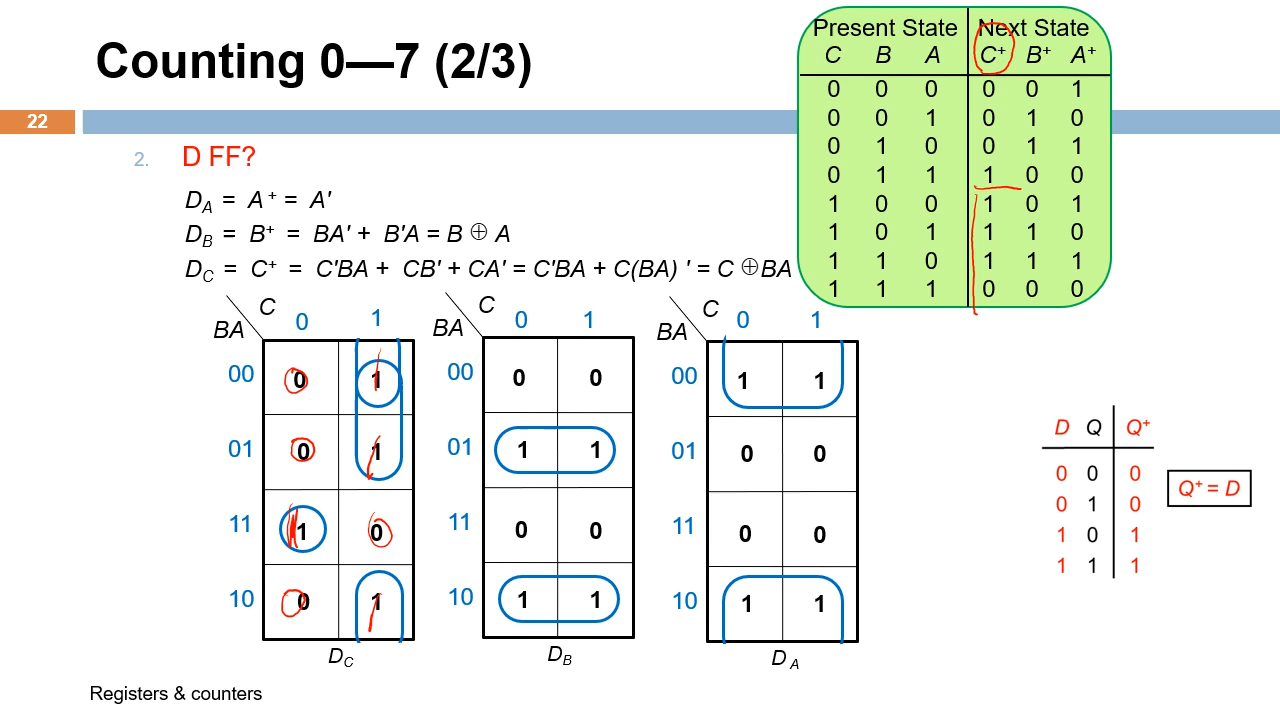 Counting 0—7 (2/3)
Present State Next State
C B A C⁺ B⁺ A⁺
0 0 0 0 0 1
0 0 1 0 1 0
0 1 0 0 1 1
0 1 1 1 0 0
1 0 0 1 0 1
1 0 1 1 1 0
1 1 0 1 1 1
1 1 1 0 0 0
22
2. D FF?
D_A = A⁺ = A'
D_B = B⁺ = BA' + B'A = B ⊕ A
D_C = C⁺ = C'BA + CB' + CA' = C'BA + C(BA) ' = C ⊕BA
C
BA 0 1
00 0 1
01 0 1
11 1 0
10 0 1
D_C
C
BA 0 1
00 0 0
01 1 1
11 0 0
10 1 1
D_B
C
BA 0 1
00 1 1
01 0 0
11 0 0
10 1 1
D_A
D Q Q⁺
0 0 0
0 1 0
1 0 1
1 1 1
Q⁺ = D
Registers & counters